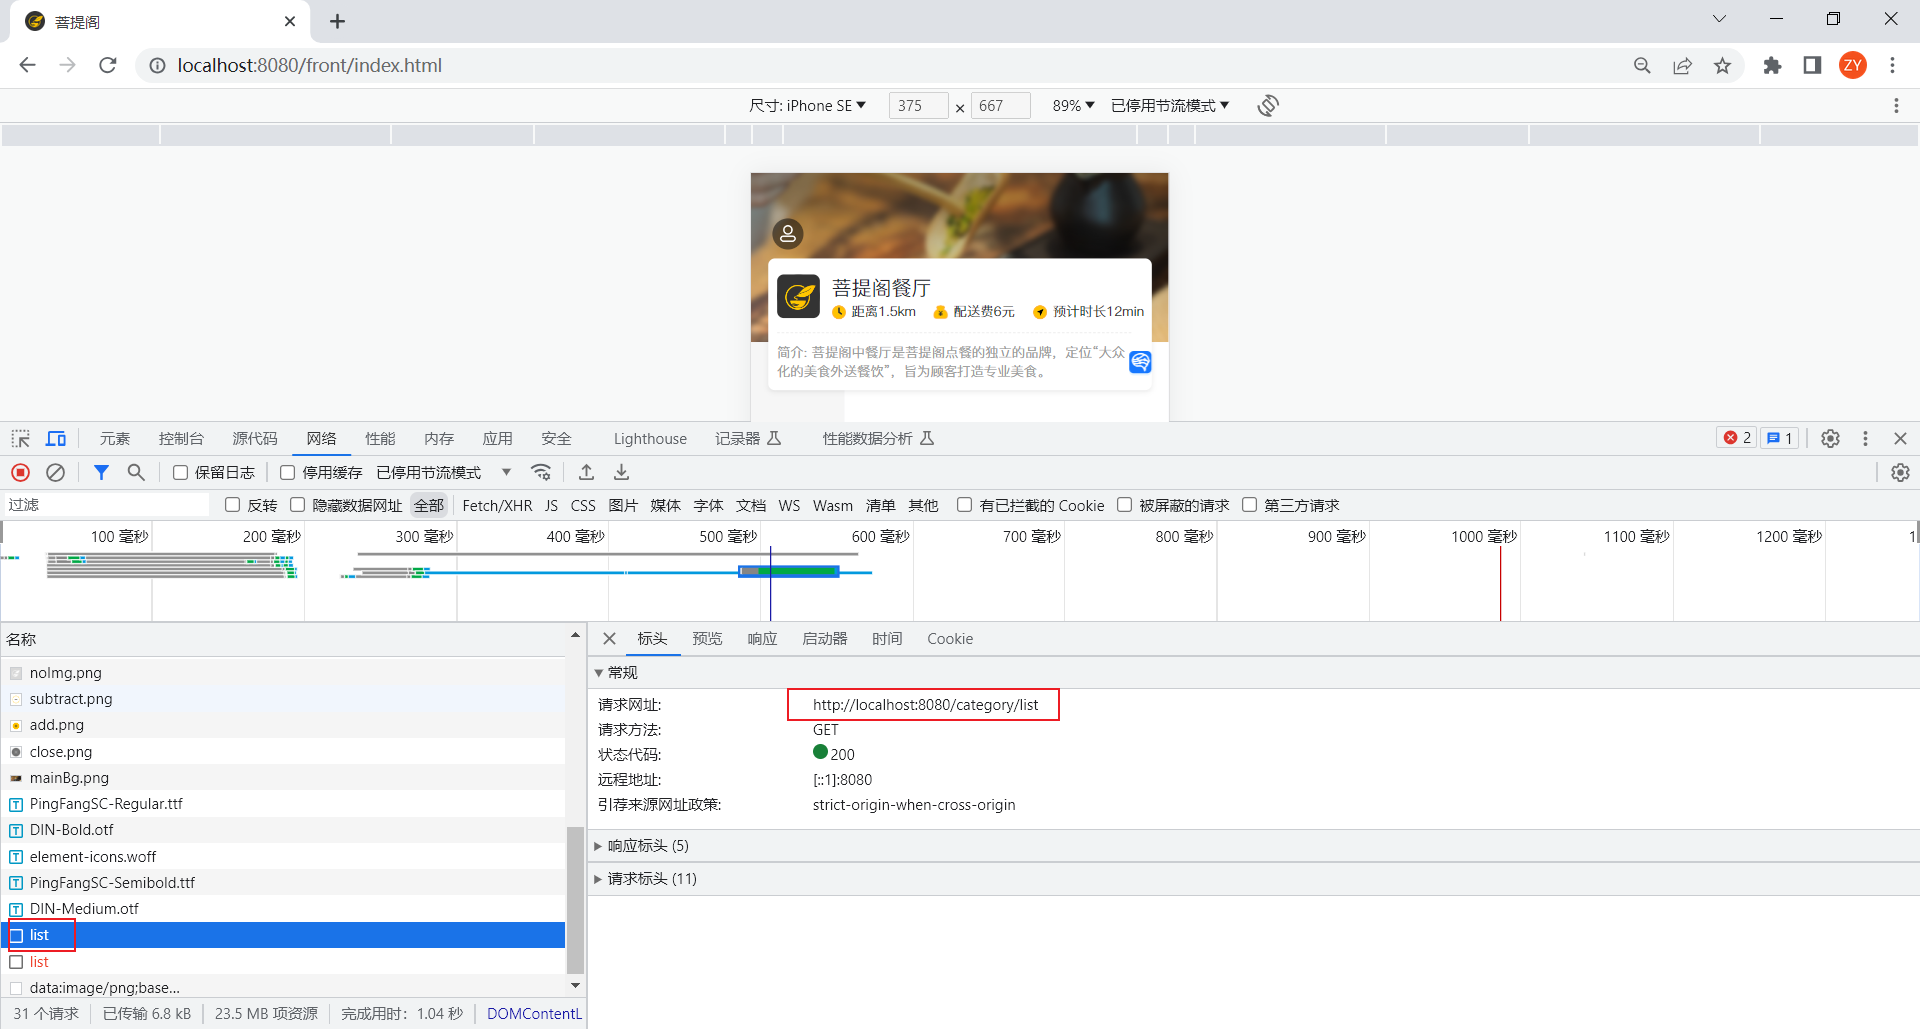 菩提阁
localhost:8080/front/index.html
ZY
尺寸: iPhone SE ▼ 375 × 667 89% ▼ 已停用节流模式 ▼
菩提阁餐厅
距离1.5km 配送费6元 预计时长12min
简介: 菩提阁中餐厅是菩提阁点餐的独立的品牌，定位“大众
化的美食外送餐饮”，旨为顾客打造专业美食。
元素 控制台 源代码 网络 性能 内存 应用 安全 Lighthouse 记录器 性能数据分析 2 1
保留日志 停用缓存 已停用节流模式
过滤 反转 隐藏数据网址 全部 Fetch/XHR JS CSS 图片 媒体 字体 文档 WS Wasm 清单 其他 有已拦截的 Cookie 被屏蔽的请求 第三方请求
100 毫秒 200 毫秒 300 毫秒 400 毫秒 500 毫秒 600 毫秒 700 毫秒 800 毫秒 900 毫秒 1000 毫秒 1100 毫秒 1200 毫秒 1
名称
noImg.png
subtract.png
add.png
close.png
mainBg.png
PingFangSC-Regular.ttf
DIN-Bold.otf
element-icons.woff
PingFangSC-Semibold.ttf
DIN-Medium.otf
list
list
data:image/png;base...
31 个请求 已传输 6.8 kB 23.5 MB 项资源 完成用时：1.04 秒 DOMContentL
标头 预览 响应 启动器 时间 Cookie
常规
请求网址: http://localhost:8080/category/list
请求方法: GET
状态代码: 200
远程地址: [::1]:8080
引荐来源网址政策: strict-origin-when-cross-origin
响应标头 (5)
请求标头 (11)